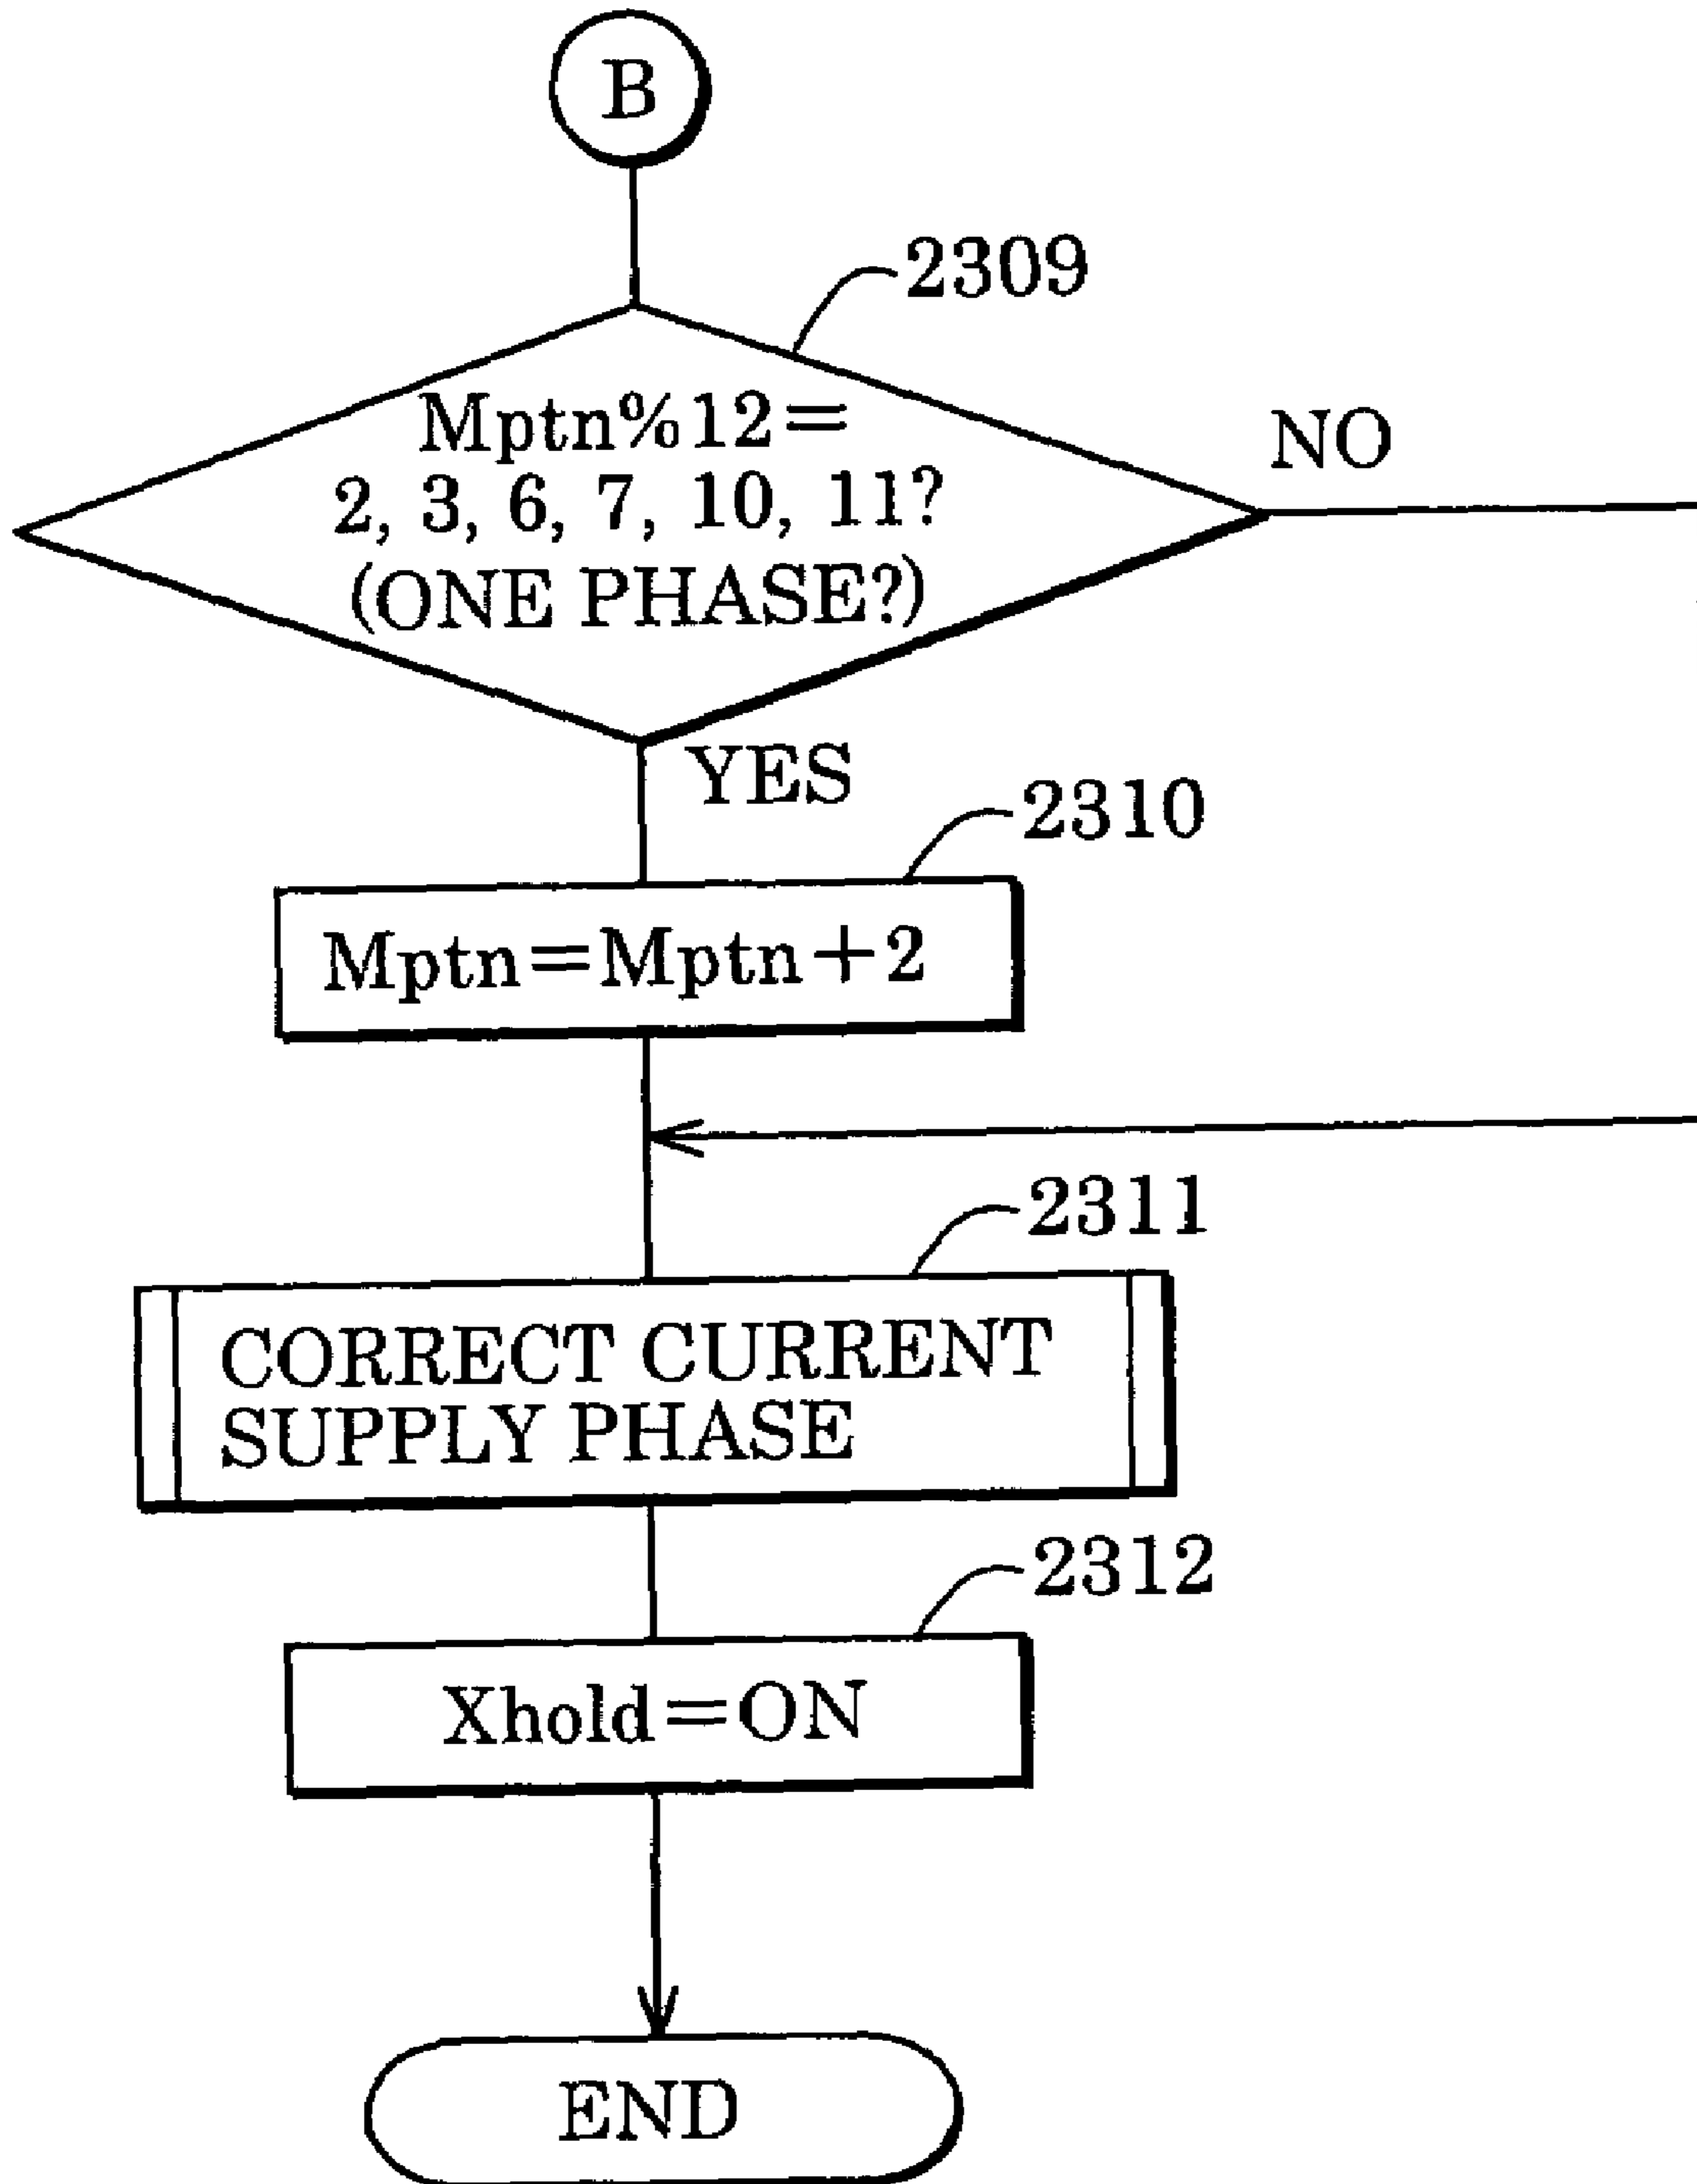 B
2309
Mptn%12=
2, 3, 6, 7, 10, 11?
(ONE PHASE?)
NO
YES
2310
Mptn=Mptn+2
2311
CORRECT CURRENT
SUPPLY PHASE
2312
Xhold=ON
END